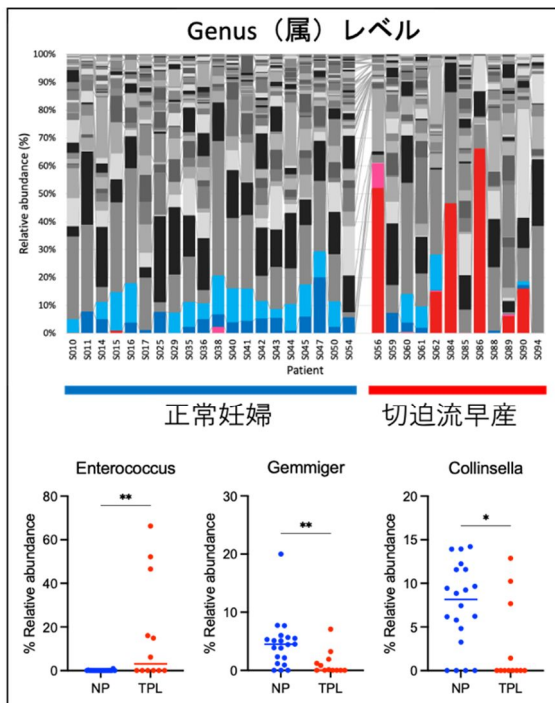 Genus（属）レベル
Relative abundance (%)
100%
90%
80%
70%
60%
50%
40%
30%
20%
10%
0%
S010 S011 S014 S015 S016 S017 S025 S029 S035 S036 S038 S040 S041 S042 S043 S044 S045 S047 S050 S054 S056 S059 S060 S061 S062 S084 S085 S086 S088 S089 S090 S094
Patient
正常妊婦 切迫流早産
Enterococcus Gemmiger Collinsella
% Relative abundance
80
60
40
20
0
**
NP TPL
% Relative abundance
30
20
10
0
**
NP TPL
% Relative abundance
20
15
10
5
0
*
NP TPL